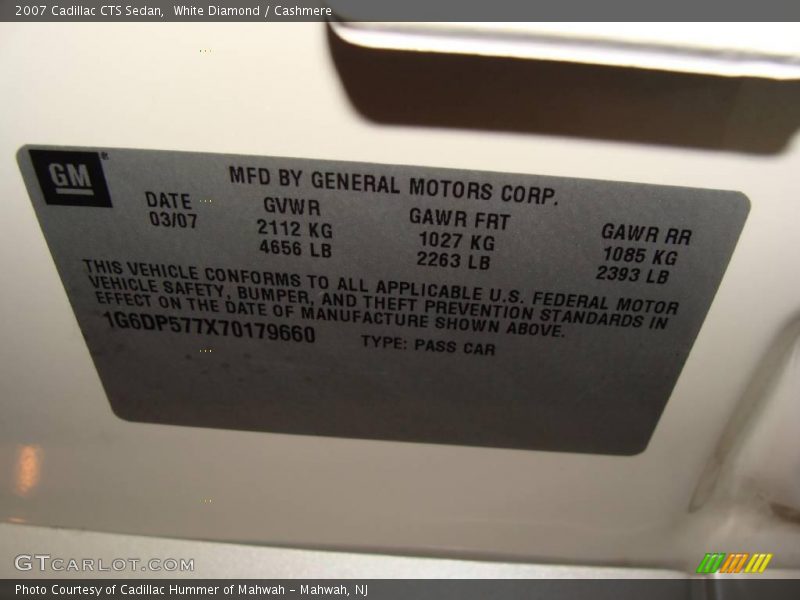 2007 Cadillac CTS Sedan,  White Diamond / Cashmere
GM®
MFD BY GENERAL MOTORS CORP.
DATE GVWR GAWR FRT GAWR RR
03/07 2112 KG 1027 KG 1085 KG
4656 LB 2263 LB 2393 LB
THIS VEHICLE CONFORMS TO ALL APPLICABLE U.S. FEDERAL MOTOR
VEHICLE SAFETY, BUMPER, AND THEFT PREVENTION STANDARDS IN
EFFECT ON THE DATE OF MANUFACTURE SHOWN ABOVE.
1G6DP577X70179660 TYPE: PASS CAR
GTCARLOT.COM
Photo Courtesy of Cadillac Hummer of Mahwah - Mahwah, NJ